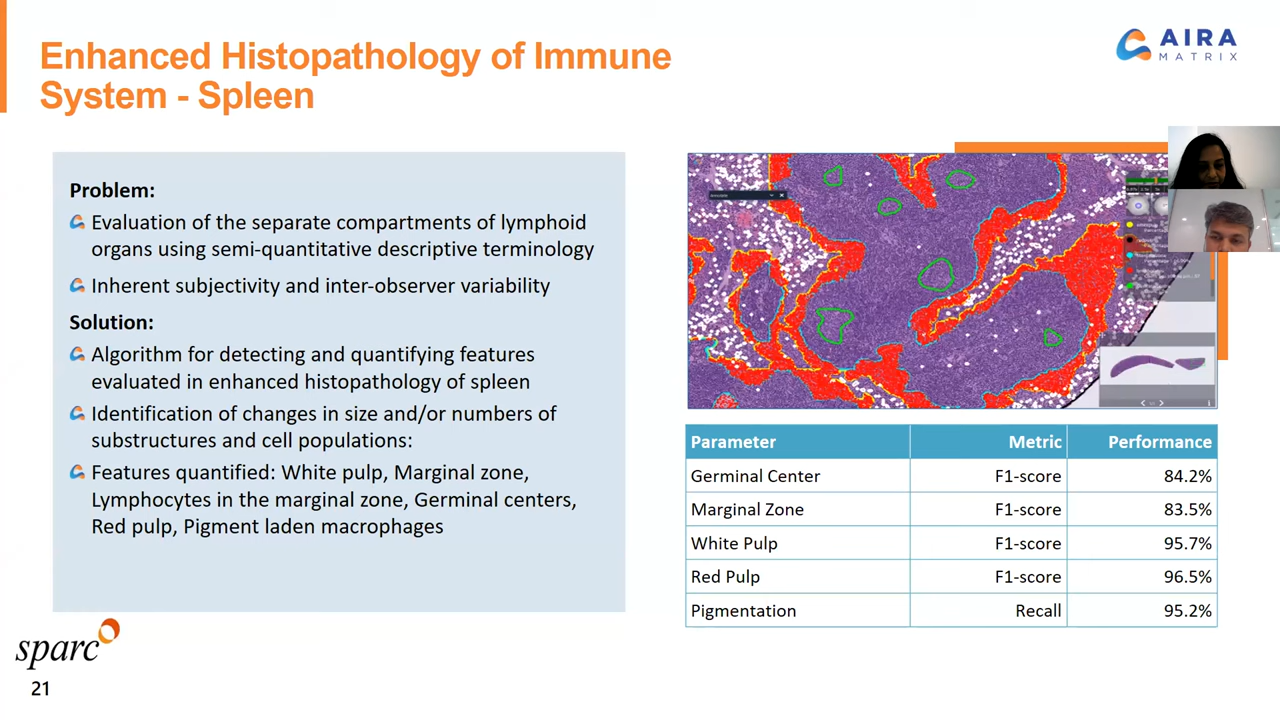 Enhanced Histopathology of Immune
System - Spleen
AIRA
MATRIX
Problem:
Evaluation of the separate compartments of lymphoid
organs using semi-quantitative descriptive terminology
Inherent subjectivity and inter-observer variability
Solution:
Algorithm for detecting and quantifying features
evaluated in enhanced histopathology of spleen
Identification of changes in size and/or numbers of
substructures and cell populations:
Features quantified: White pulp, Marginal zone,
Lymphocytes in the marginal zone, Germinal centers,
Red pulp, Pigment laden macrophages
Parameter Metric Performance
Germinal Center F1-score 84.2%
Marginal Zone F1-score 83.5%
White Pulp F1-score 95.7%
Red Pulp F1-score 96.5%
Pigmentation Recall 95.2%
sparc
21